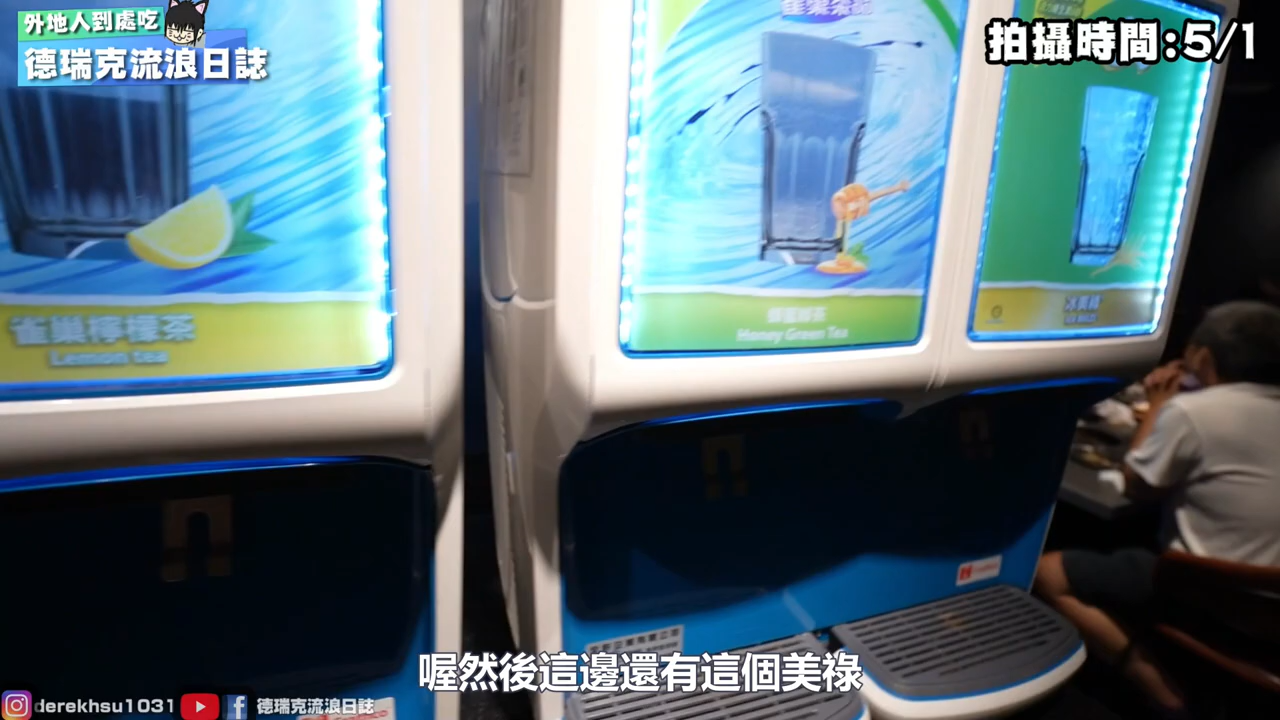 外地人到處吃
德瑞克流浪日誌
拍攝時間:5/1
雀巢檸檬茶
Lemon tea
蜂蜜綠茶
Honey Green Tea
喔然後這邊還有這個美祿
derekhsu1031
德瑞克流浪日誌